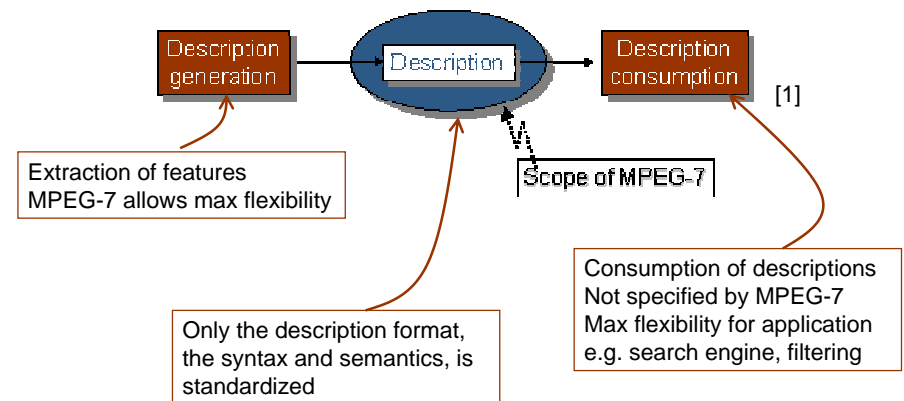 Description
generation
Description
Description
consumption
[1]
Extraction of features
MPEG-7 allows max flexibility
Scope of MPEG-7
Only the description format,
the syntax and semantics, is
standardized
Consumption of descriptions
Not specified by MPEG-7
Max flexibility for application
e.g. search engine, filtering